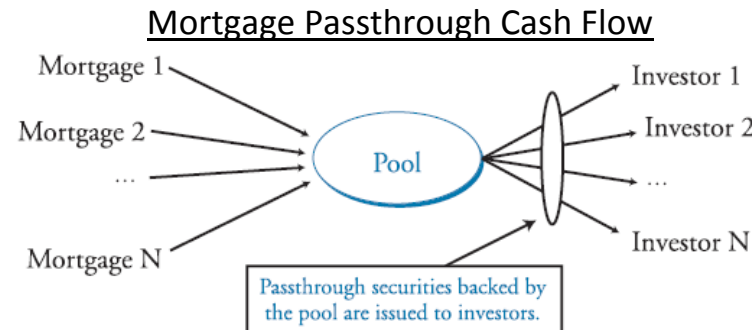 Mortgage Passthrough Cash Flow
Mortgage 1
Mortgage 2
...
Mortgage N
Pool
Investor 1
Investor 2
...
Investor N
Passthrough securities backed by
the pool are issued to investors.